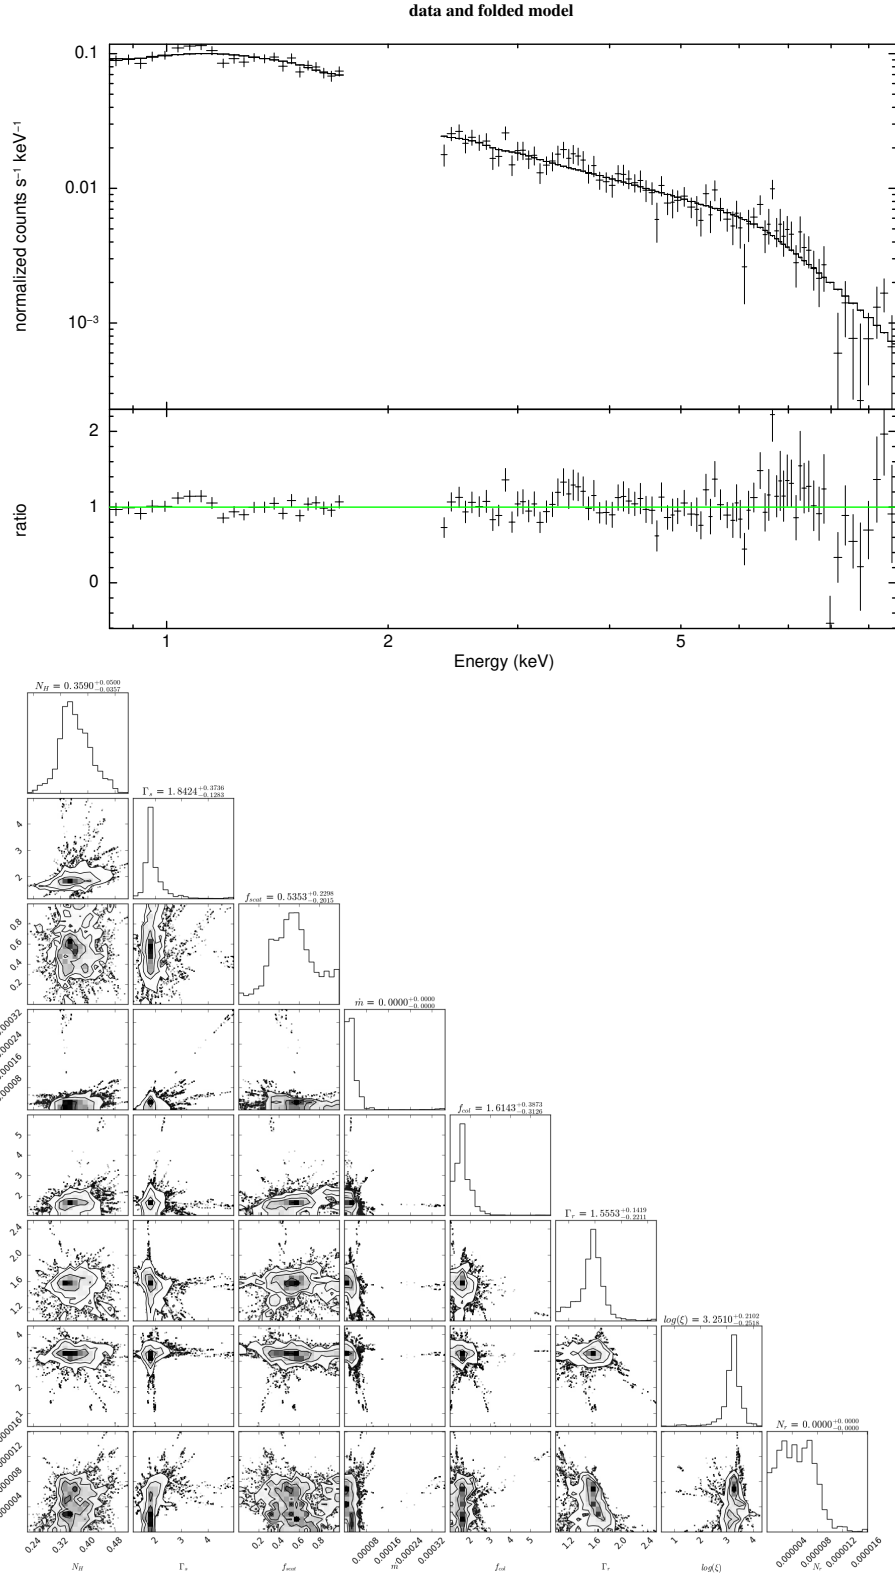 data and folded model
0.1
0.01
10⁻³
normalized counts s⁻¹ keV⁻¹
2
1
0
ratio
1 2 5
Energy (keV)
N_H = 0.3590^{+0.0500}_{−0.0357}
Γ_s = 1.8424^{+0.3736}_{−0.1283}
4
2
f_scat = 0.5353^{+0.2298}_{−0.2015}
0.8
0.6
0.4
0.2
ṁ = 0.0000^{+0.0000}_{−0.0000}
0.00032
0.00024
0.00016
0.00008
f_col = 1.6143^{+0.3873}_{−0.3126}
5
4
3
2
Γ_r = 1.5553^{+0.1419}_{−0.2211}
2.4
2.0
1.6
1.2
log(ξ) = 3.2510^{+0.2102}_{−0.2518}
4
3
2
1
N_r = 0.0000^{+0.0000}_{−0.0000}
0.24 0.32 0.40 0.48
2 4
0.2 0.4 0.6 0.8
0.00008 0.00016 0.00024 0.00032
2 3 4 5
1.2 1.6 2.0 2.4
1 2 3 4
0.000004 0.000008 0.000012 0.000016
N_H Γ_s f_scat ṁ f_col Γ_r log(ξ) N_r